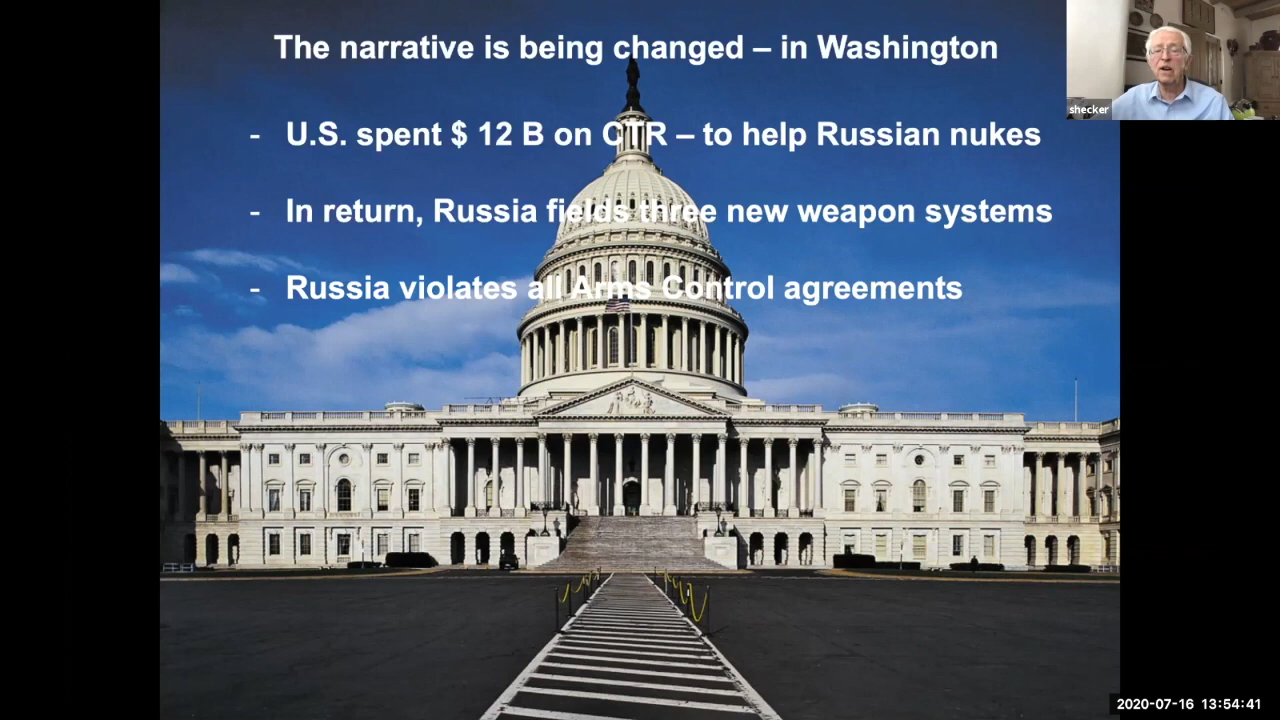 The narrative is being changed – in Washington
- U.S. spent $ 12 B on CTR – to help Russian nukes
- In return, Russia fields three new weapon systems
- Russia violates all Arms Control agreements
shecker
2020-07-16 13:54:41